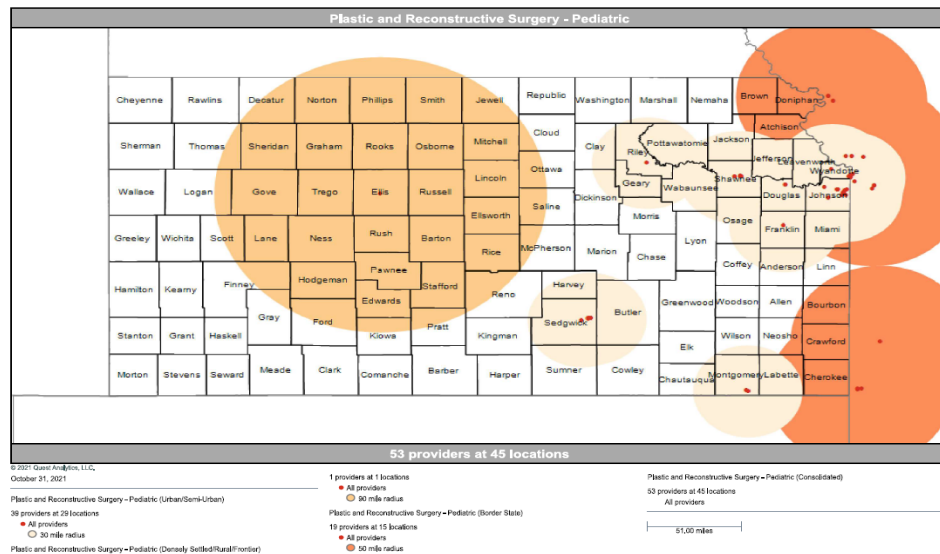 Plastic and Reconstructive Surgery - Pediatric
Cheyenne Rawlins Decatur Norton Phillips Smith Jewell Republic Washington Marshall Nemaha Brown Doniphan
Atchison
Sherman Thomas Sheridan Graham Rooks Osborne Mitchell Cloud Clay Riley Pottawatomie Jackson Jefferson Leavenworth
Wyandotte
Wallace Logan Gove Trego Ellis Russell Lincoln Ottawa Geary Wabaunsee Shawnee Douglas Johnson
Saline Dickinson Morris Osage Franklin Miami
Greeley Wichita Scott Lane Ness Rush Barton Ellsworth Rice McPherson Marion Chase Lyon Coffey Anderson Linn
Hamilton Kearny Finney Hodgeman Pawnee Stafford Reno Harvey Butler Greenwood Woodson Allen Bourbon
Edwards
Stanton Grant Haskell Gray Ford Kiowa Pratt Kingman Sedgwick Elk Wilson Neosho Crawford
Morton Stevens Seward Meade Clark Comanche Barber Harper Sumner Cowley Chautauqua Montgomery Labette Cherokee
53 providers at 45 locations
© 2021 Quest Analytics, LLC.
October 31, 2021
Plastic and Reconstructive Surgery - Pediatric (Urban/Semi-Urban)
39 providers at 29 locations
All providers
30 mile radius
Plastic and Reconstructive Surgery - Pediatric (Densely Settled/Rural/Frontier)
1 providers at 1 locations
All providers
90 mile radius
Plastic and Reconstructive Surgery - Pediatric (Border State)
19 providers at 15 locations
All providers
50 mile radius
Plastic and Reconstructive Surgery - Pediatric (Consolidated)
53 providers at 45 locations
All providers
51.00 miles